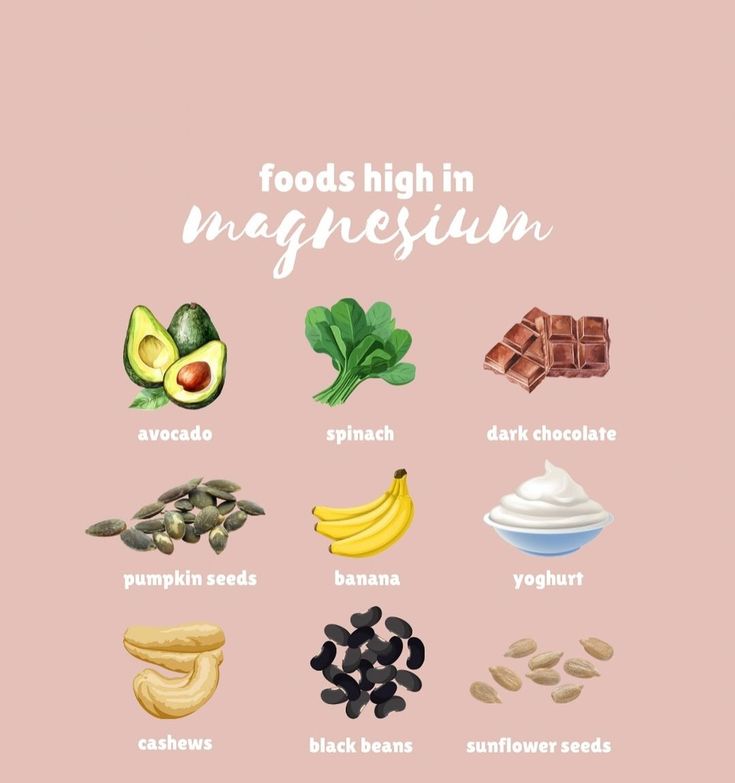 foods high in
magnesium
avocado
spinach
dark chocolate
pumpkin seeds
banana
yoghurt
cashews
black beans
sunflower seeds